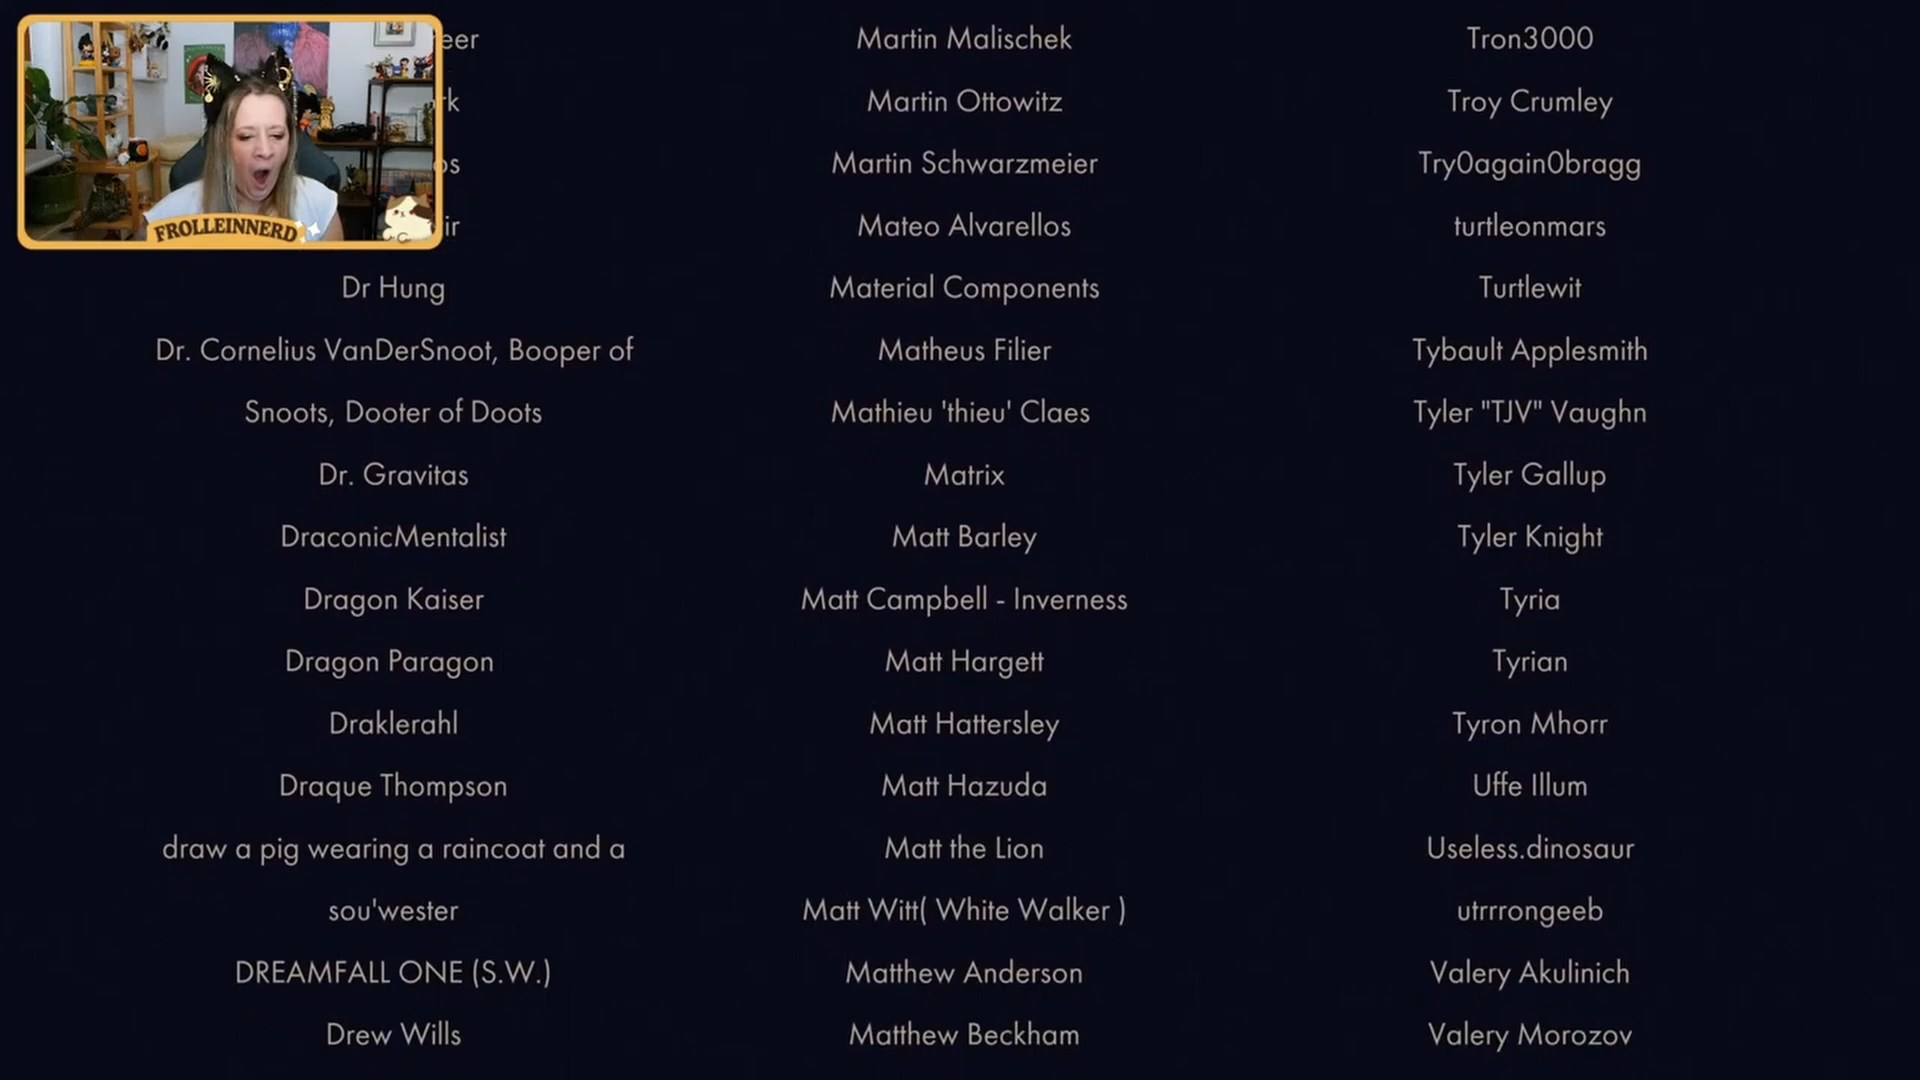 FROLLEINNERD
Dr Hung
Dr. Cornelius VanDerSnoot, Booper of
Snoots, Dooter of Doots
Dr. Gravitas
DraconicMentalist
Dragon Kaiser
Dragon Paragon
Draklerahl
Draque Thompson
draw a pig wearing a raincoat and a
sou'wester
DREAMFALL ONE (S.W.)
Drew Wills
Martin Malischek
Martin Ottowitz
Martin Schwarzmeier
Mateo Alvarellos
Material Components
Matheus Filier
Mathieu 'thieu' Claes
Matrix
Matt Barley
Matt Campbell - Inverness
Matt Hargett
Matt Hattersley
Matt Hazuda
Matt the Lion
Matt Witt( White Walker )
Matthew Anderson
Matthew Beckham
Tron3000
Troy Crumley
Try0again0bragg
turtleonmars
Turtlewit
Tybault Applesmith
Tyler "TJV" Vaughn
Tyler Gallup
Tyler Knight
Tyria
Tyrian
Tyron Mhorr
Uffe Illum
Useless.dinosaur
utrrrongeeb
Valery Akulinich
Valery Morozov